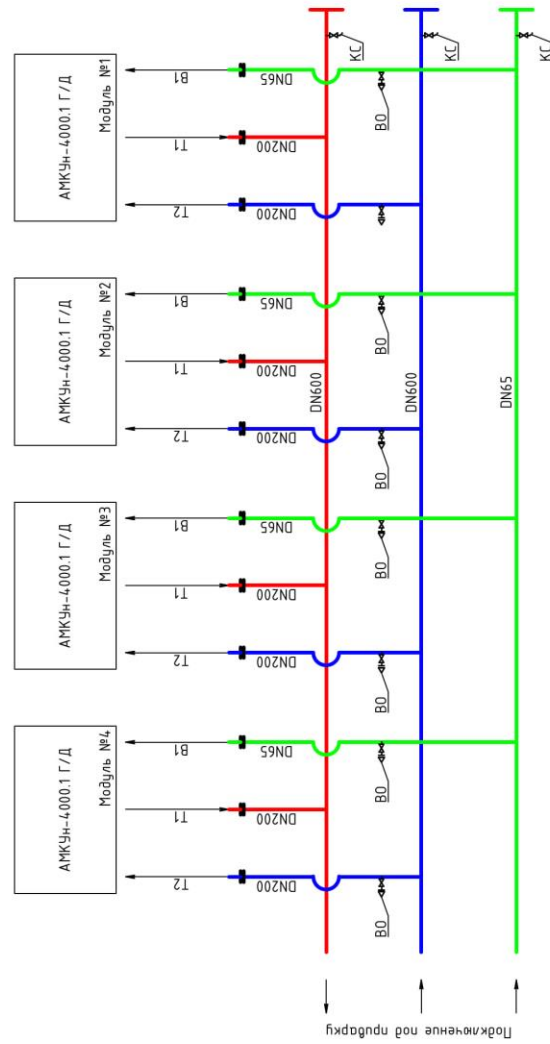 АМКУн-4000.1 Г/Д
Модуль №1
В1
Т1
Т2
DN65
DN200
DN200
ВО
КС
КС
КС
АМКУн-4000.1 Г/Д
Модуль №2
В1
Т1
Т2
DN65
DN200
DN200
ВО
ВО
DN600
DN600
DN65
АМКУн-4000.1 Г/Д
Модуль №3
В1
Т1
Т2
DN65
DN200
DN200
ВО
ВО
АМКУн-4000.1 Г/Д
Модуль №4
В1
Т1
Т2
DN65
DN200
DN200
ВО
ВО
Подключение под приварку